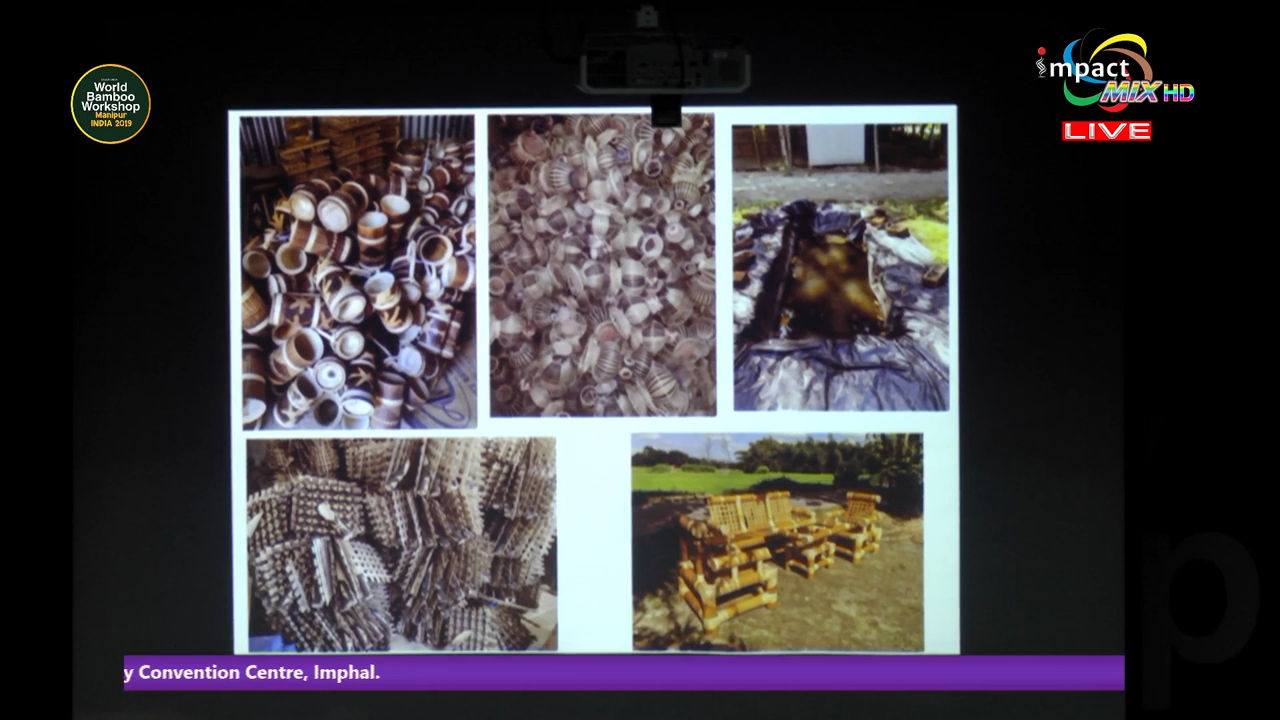 World
Bamboo
Workshop
Manipur
INDIA 2019
impact
MIX HD
LIVE
y Convention Centre, Imphal.
p